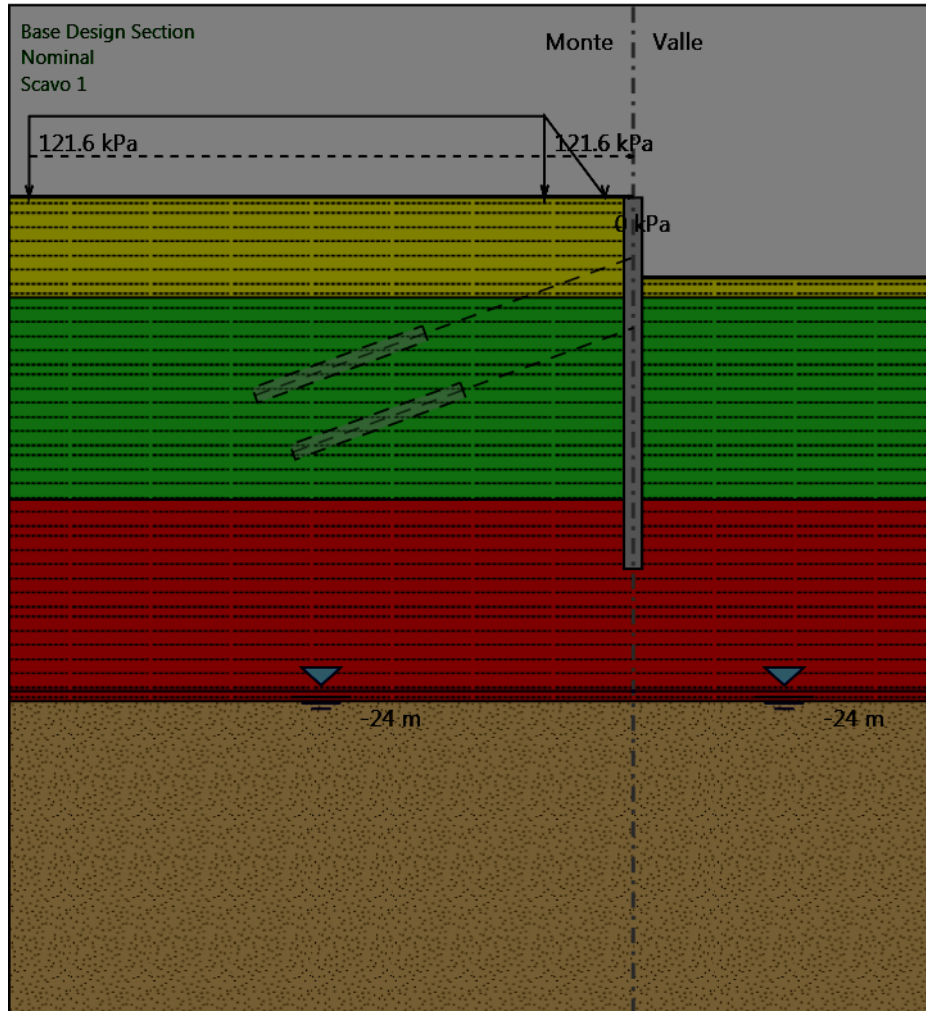 Base Design Section
Nominal
Scavo 1
Monte
Valle
121.6 kPa
121.6 kPa
0 kPa
-24 m
-24 m